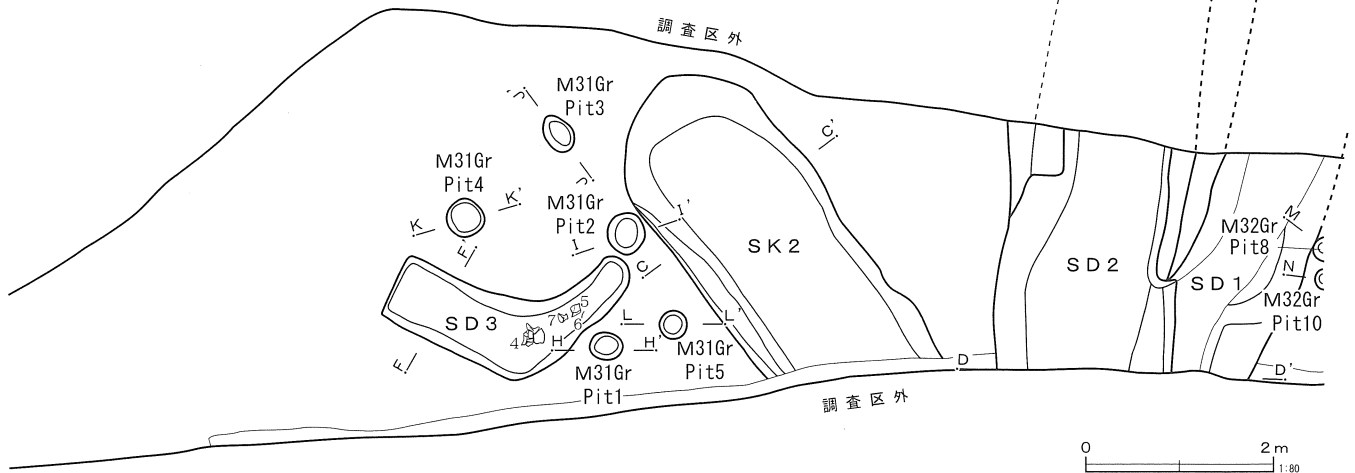 調査区外
M31Gr
Pit3
J'
J
C'
M31Gr
Pit4
K
K'
M31Gr
Pit2
I
I'
F'
C
SK2
SD2
SD1
M
M32Gr
Pit8
N
M32Gr
Pit10
SD3
4
7
5
6
F
L
L'
H
H'
M31Gr
Pit5
M31Gr
Pit1
D
D'
調査区外
0
2m
1:80